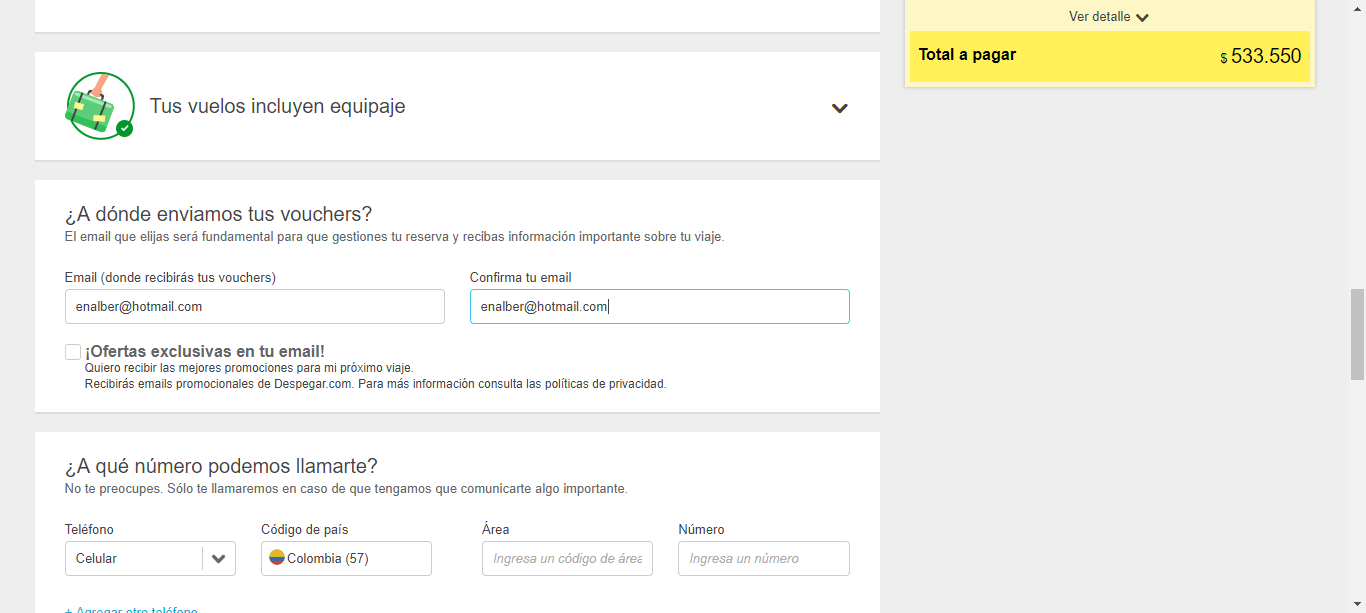 Ver detalle
Total a pagar
$ 533.550
Tus vuelos incluyen equipaje
¿A dónde enviamos tus vouchers?
El email que elijas será fundamental para que gestiones tu reserva y recibas información importante sobre tu viaje.
Email (donde recibirás tus vouchers)
Confirma tu email
enalber@hotmail.com
enalber@hotmail.com
¡Ofertas exclusivas en tu email!
Quiero recibir las mejores promociones para mi próximo viaje.
Recibirás emails promocionales de Despegar.com. Para más información consulta las políticas de privacidad.
¿A qué número podemos llamarte?
No te preocupes. Sólo te llamaremos en caso de que tengamos que comunicarte algo importante.
Teléfono
Código de país
Área
Número
Celular
Colombia (57)
Ingresa un código de área
Ingresa un número
+ Agregar otro teléfono